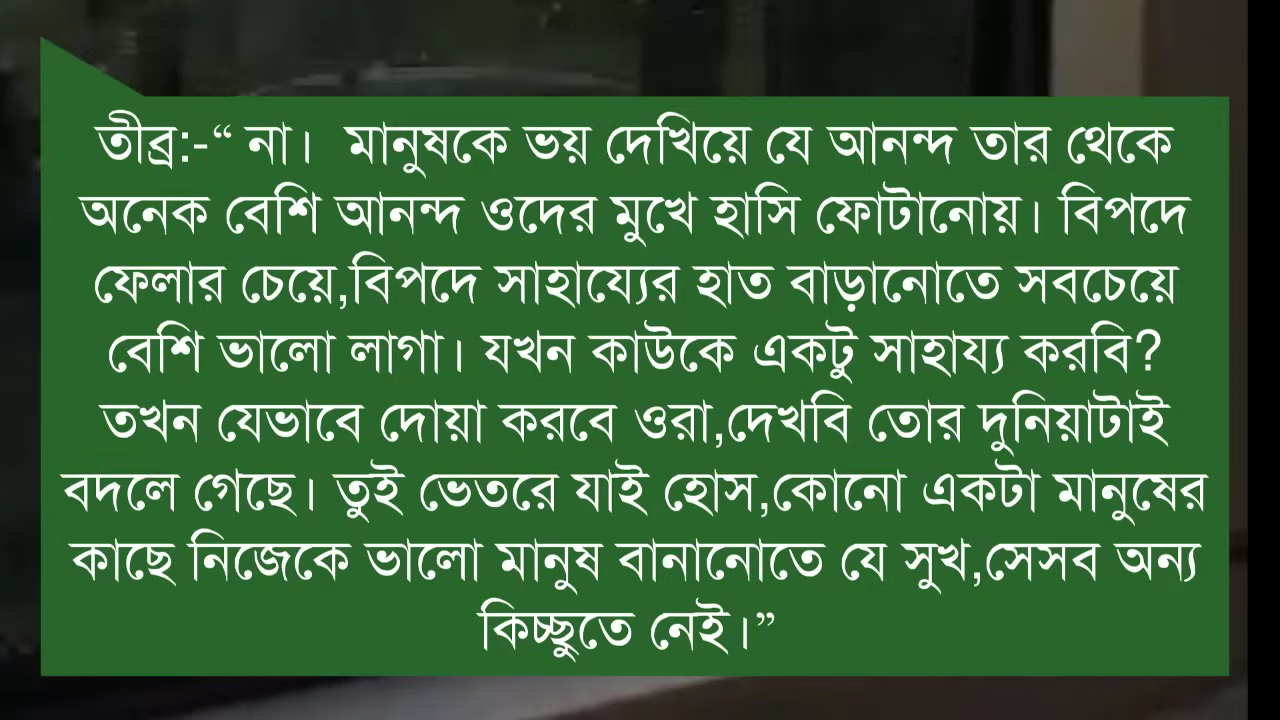 তীব্র:-“ না।  মানুষকে ভয় দেখিয়ে যে আনন্দ তার থেকে
অনেক বেশি আনন্দ ওদের মুখে হাসি ফোটানোয়। বিপদে
ফেলার চেয়ে,বিপদে সাহায্যের হাত বাড়ানোতে সবচেয়ে
বেশি ভালো লাগা। যখন কাউকে একটু সাহায্য করবি?
তখন যেভাবে দোয়া করবে ওরা,দেখবি তোর দুনিয়াটাই
বদলে গেছে। তুই ভেতরে যাই হোস,কোনো একটা মানুষের
কাছে নিজেকে ভালো মানুষ বানানোতে যে সুখ,সেসব অন্য
কিচ্ছুতে নেই।”